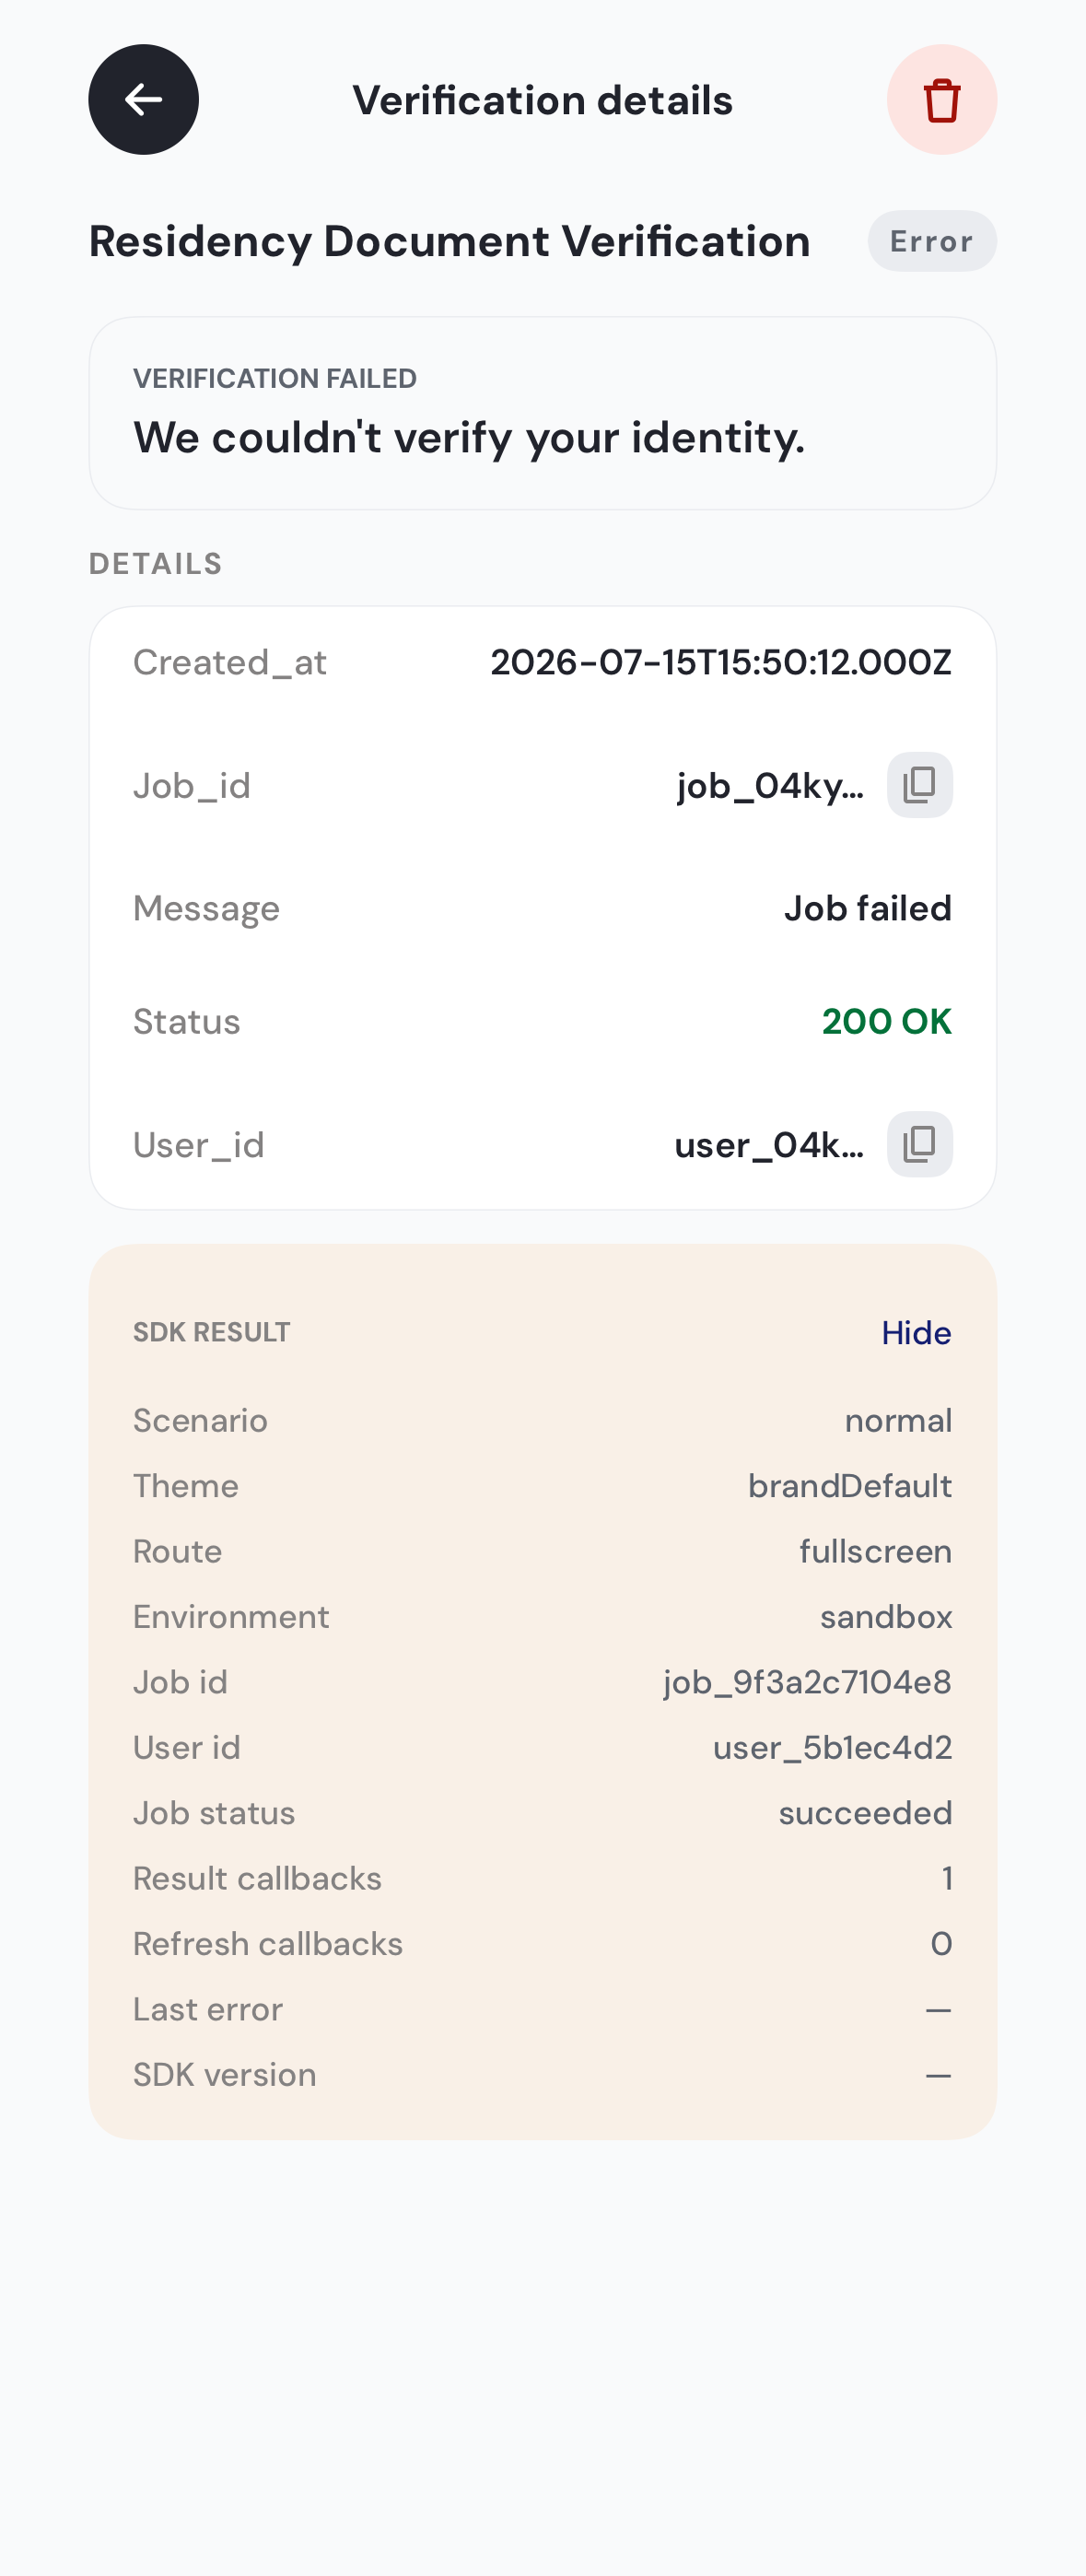 Verification details
Residency Document Verification Error
VERIFICATION FAILED
We couldn't verify your identity.
DETAILS
Created_at 2026-07-15T15:50:12.000Z
Job_id job_04ky...
Message Job failed
Status 200 OK
User_id user_04k...
SDK RESULT Hide
Scenario normal
Theme brandDefault
Route fullscreen
Environment sandbox
Job id job_9f3a2c7104e8
User id user_5b1ec4d2
Job status succeeded
Result callbacks 1
Refresh callbacks 0
Last error —
SDK version —